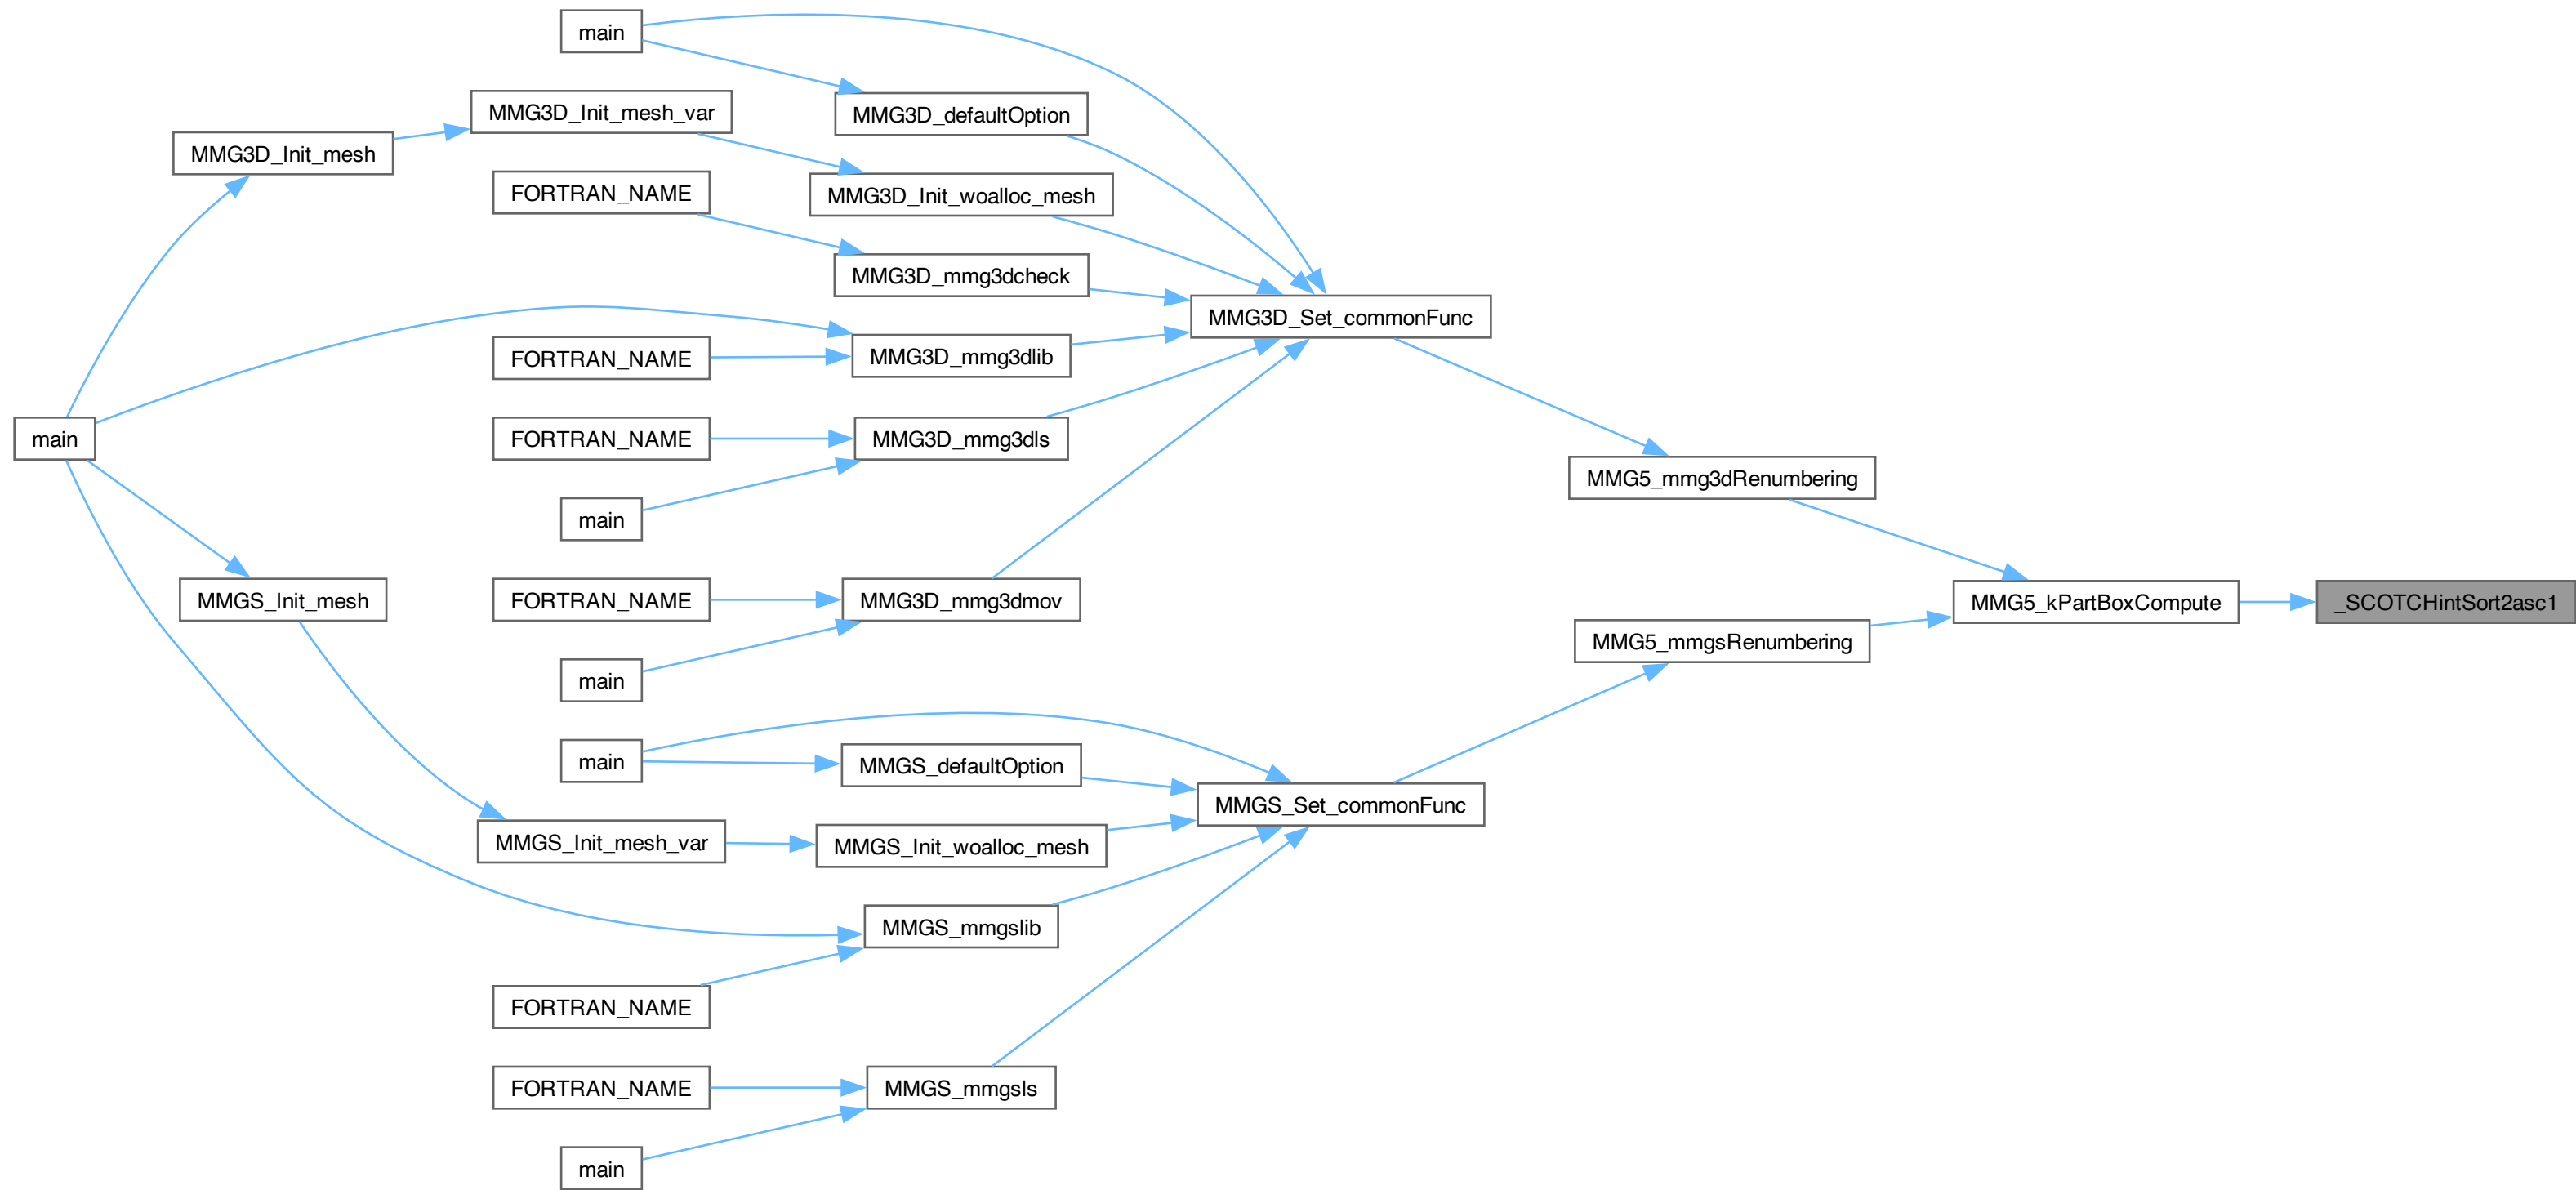 main
MMG3D_Init_mesh_var
MMG3D_defaultOption
MMG3D_Init_mesh
FORTRAN_NAME
MMG3D_Init_woalloc_mesh
MMG3D_mmg3dcheck
MMG3D_Set_commonFunc
FORTRAN_NAME
MMG3D_mmg3dlib
main
FORTRAN_NAME
MMG3D_mmg3dls
MMG5_mmg3dRenumbering
main
MMGS_Init_mesh
FORTRAN_NAME
MMG3D_mmg3dmov
MMG5_kPartBoxCompute
_SCOTCHintSort2asc1
MMG5_mmgsRenumbering
main
main
MMGS_defaultOption
MMGS_Set_commonFunc
MMGS_Init_mesh_var
MMGS_Init_woalloc_mesh
MMGS_mmgslib
FORTRAN_NAME
FORTRAN_NAME
MMGS_mmgsls
main